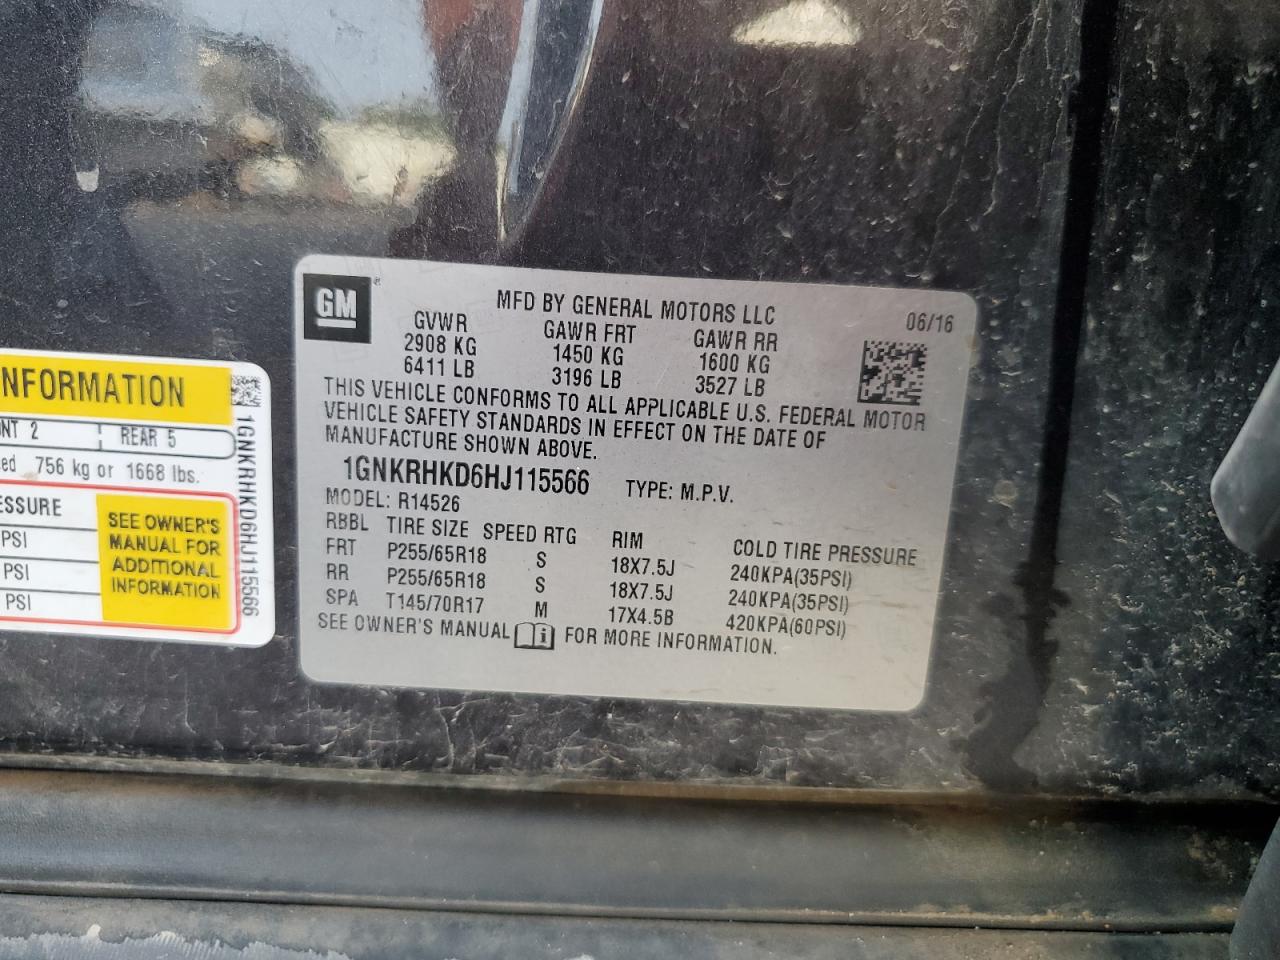 GM
MFD BY GENERAL MOTORS LLC 06/16
GVWR GAWR FRT GAWR RR
2908 KG 1450 KG 1600 KG
6411 LB 3196 LB 3527 LB
THIS VEHICLE CONFORMS TO ALL APPLICABLE U.S. FEDERAL MOTOR
VEHICLE SAFETY STANDARDS IN EFFECT ON THE DATE OF
MANUFACTURE SHOWN ABOVE.
1GNKRHKD6HJ115566 TYPE: M.P.V.
MODEL: R14526
RBBL TIRE SIZE SPEED RTG RIM COLD TIRE PRESSURE
FRT P255/65R18 S 18X7.5J 240KPA(35PSI)
RR P255/65R18 S 18X7.5J 240KPA(35PSI)
SPA T145/70R17 M 17X4.5B 420KPA(60PSI)
SEE OWNER'S MANUAL i FOR MORE INFORMATION.
NFORMATION
NT 2 REAR 5
ed 756 kg or 1668 lbs.
ESSURE
PSI
PSI
PSI
SEE OWNER'S
MANUAL FOR
ADDITIONAL
INFORMATION
1GNKRHKD6HJ115566